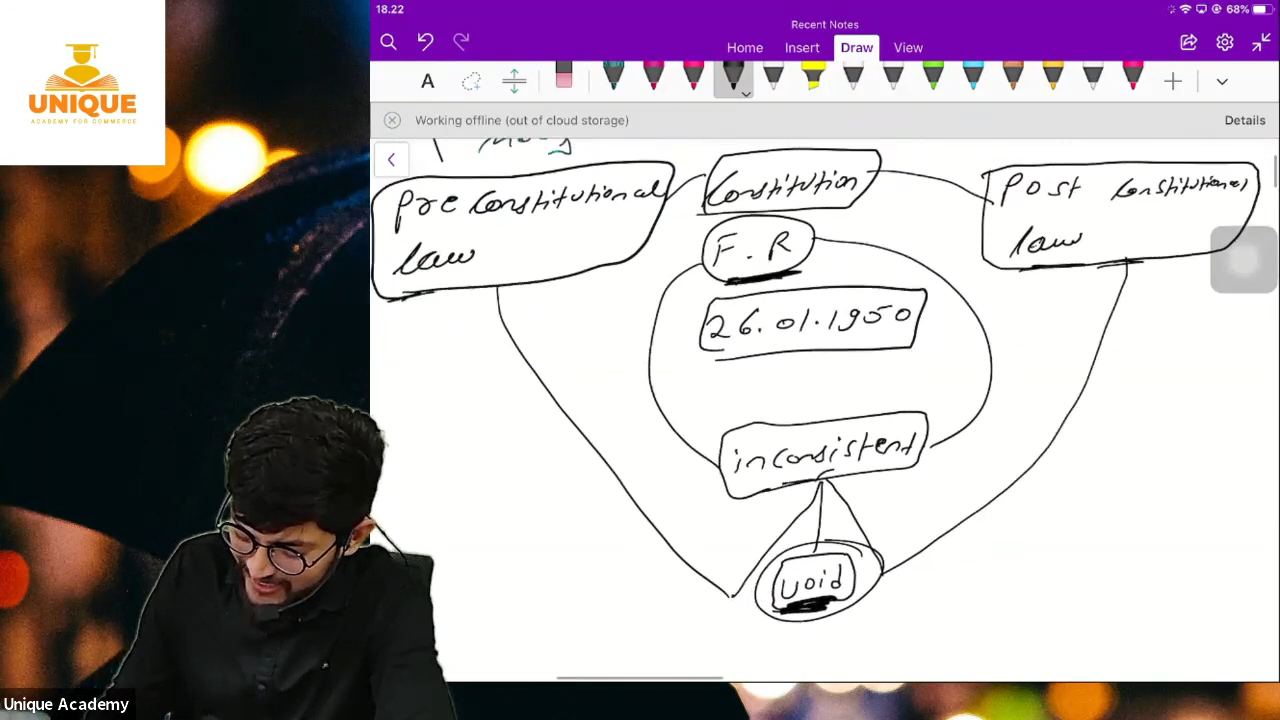 UNIQUE
ACADEMY FOR COMMERCE
18.22
68%
Recent Notes
Home Insert Draw View
A
Working offline (out of cloud storage)
Details
Pre Constitutional
law
Constitution
F.R
26.01.1950
Post Constitutional
law
inconsistent
void
Unique Academy